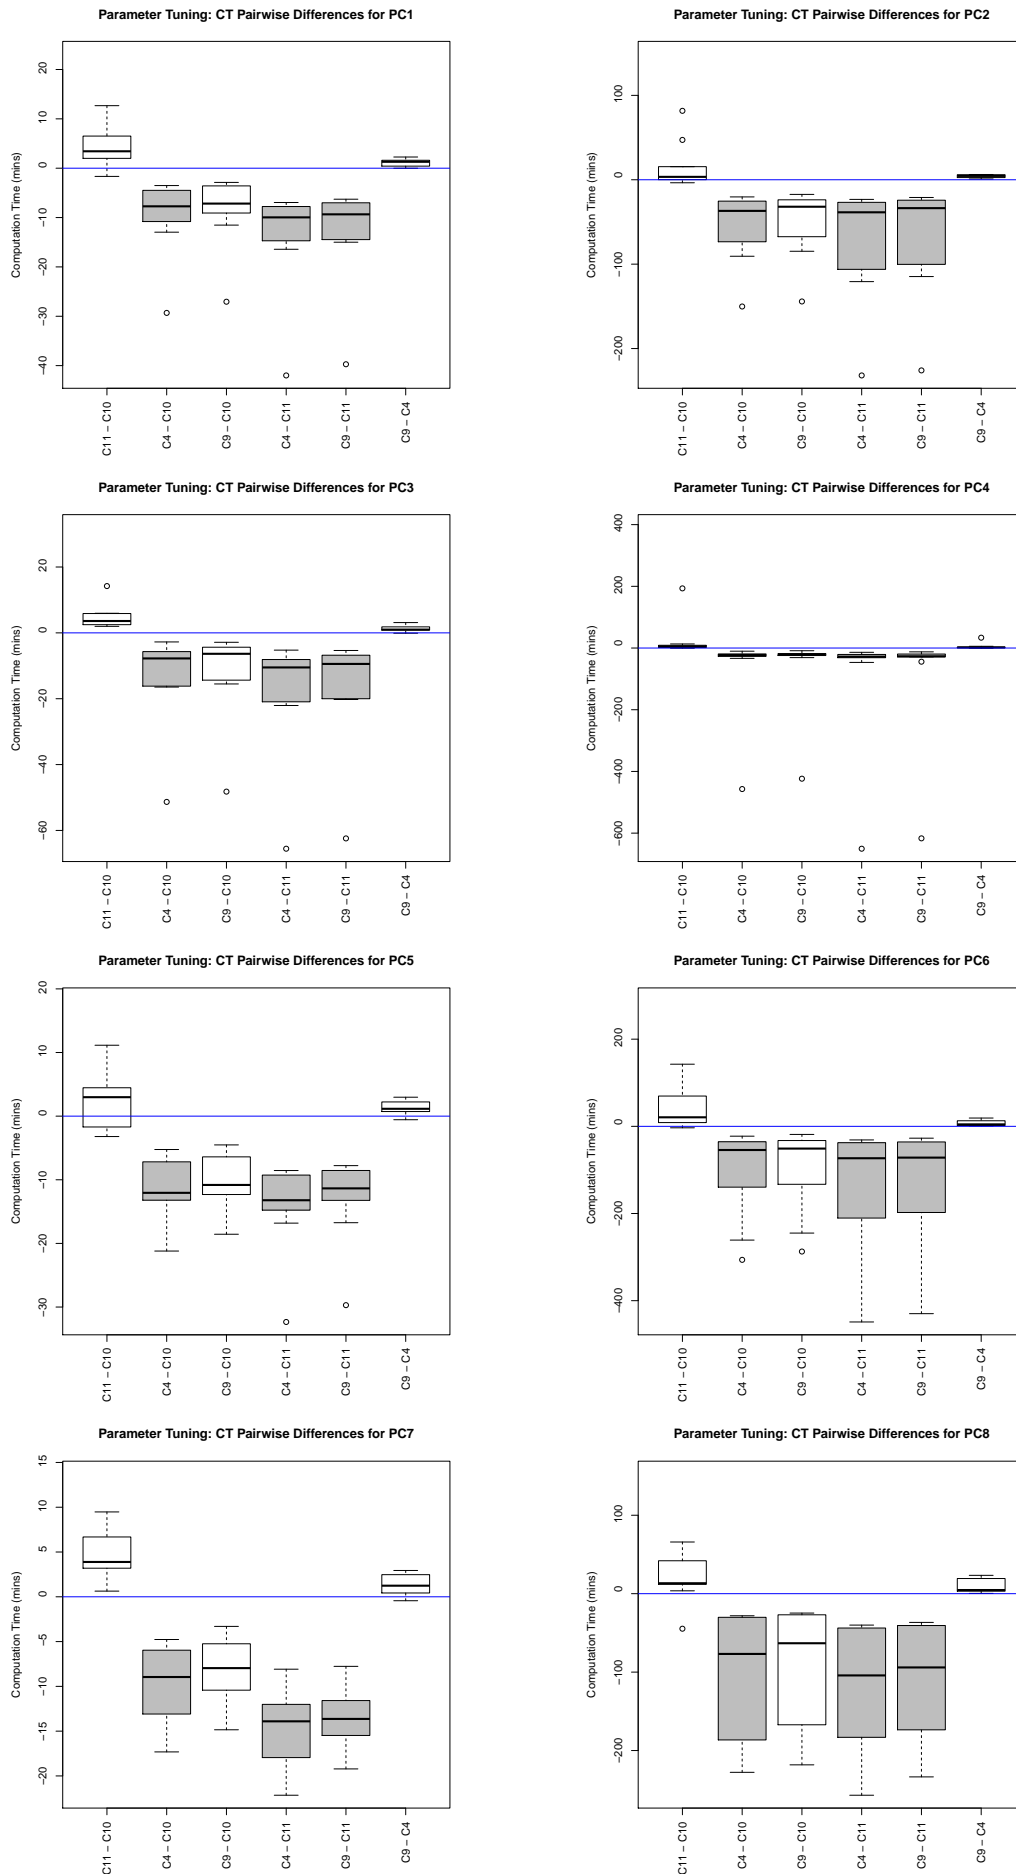 Parameter Tuning: CT Pairwise Differences for PC1
Computation Time (mins)
20
10
0
−10
−20
−30
−40
C11 − C10
C4 − C10
C9 − C10
C4 − C11
C9 − C11
C9 − C4
Parameter Tuning: CT Pairwise Differences for PC2
Computation Time (mins)
100
0
−100
−200
C11 − C10
C4 − C10
C9 − C10
C4 − C11
C9 − C11
C9 − C4
Parameter Tuning: CT Pairwise Differences for PC3
Computation Time (mins)
20
0
−20
−40
−60
C11 − C10
C4 − C10
C9 − C10
C4 − C11
C9 − C11
C9 − C4
Parameter Tuning: CT Pairwise Differences for PC4
Computation Time (mins)
400
200
0
−200
−400
−600
C11 − C10
C4 − C10
C9 − C10
C4 − C11
C9 − C11
C9 − C4
Parameter Tuning: CT Pairwise Differences for PC5
Computation Time (mins)
20
10
0
−10
−20
−30
C11 − C10
C4 − C10
C9 − C10
C4 − C11
C9 − C11
C9 − C4
Parameter Tuning: CT Pairwise Differences for PC6
Computation Time (mins)
200
0
−200
−400
C11 − C10
C4 − C10
C9 − C10
C4 − C11
C9 − C11
C9 − C4
Parameter Tuning: CT Pairwise Differences for PC7
Computation Time (mins)
15
10
5
0
−5
−10
−15
−20
C11 − C10
C4 − C10
C9 − C10
C4 − C11
C9 − C11
C9 − C4
Parameter Tuning: CT Pairwise Differences for PC8
Computation Time (mins)
100
0
−100
−200
C11 − C10
C4 − C10
C9 − C10
C4 − C11
C9 − C11
C9 − C4